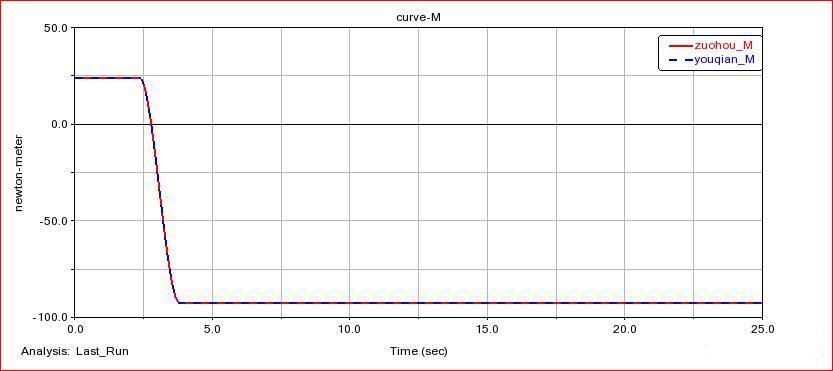 curve-M
50.0
zuohou_M
youqian_M
0.0
newton-meter
-50.0
-100.0
0.0 5.0 10.0 15.0 20.0 25.0
Analysis: Last_Run Time (sec)